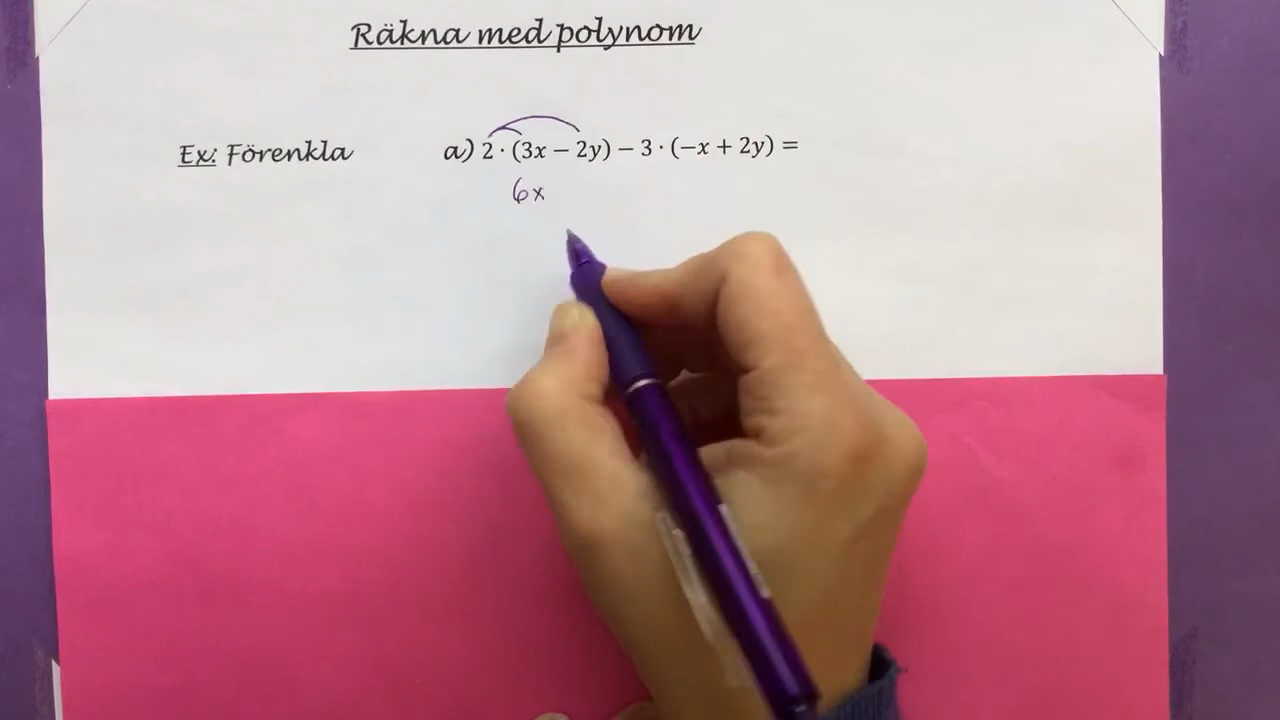 Räkna med polynom
Ex: Förenkla a) 2 · (3x − 2y) − 3 · (−x + 2y) =
6x